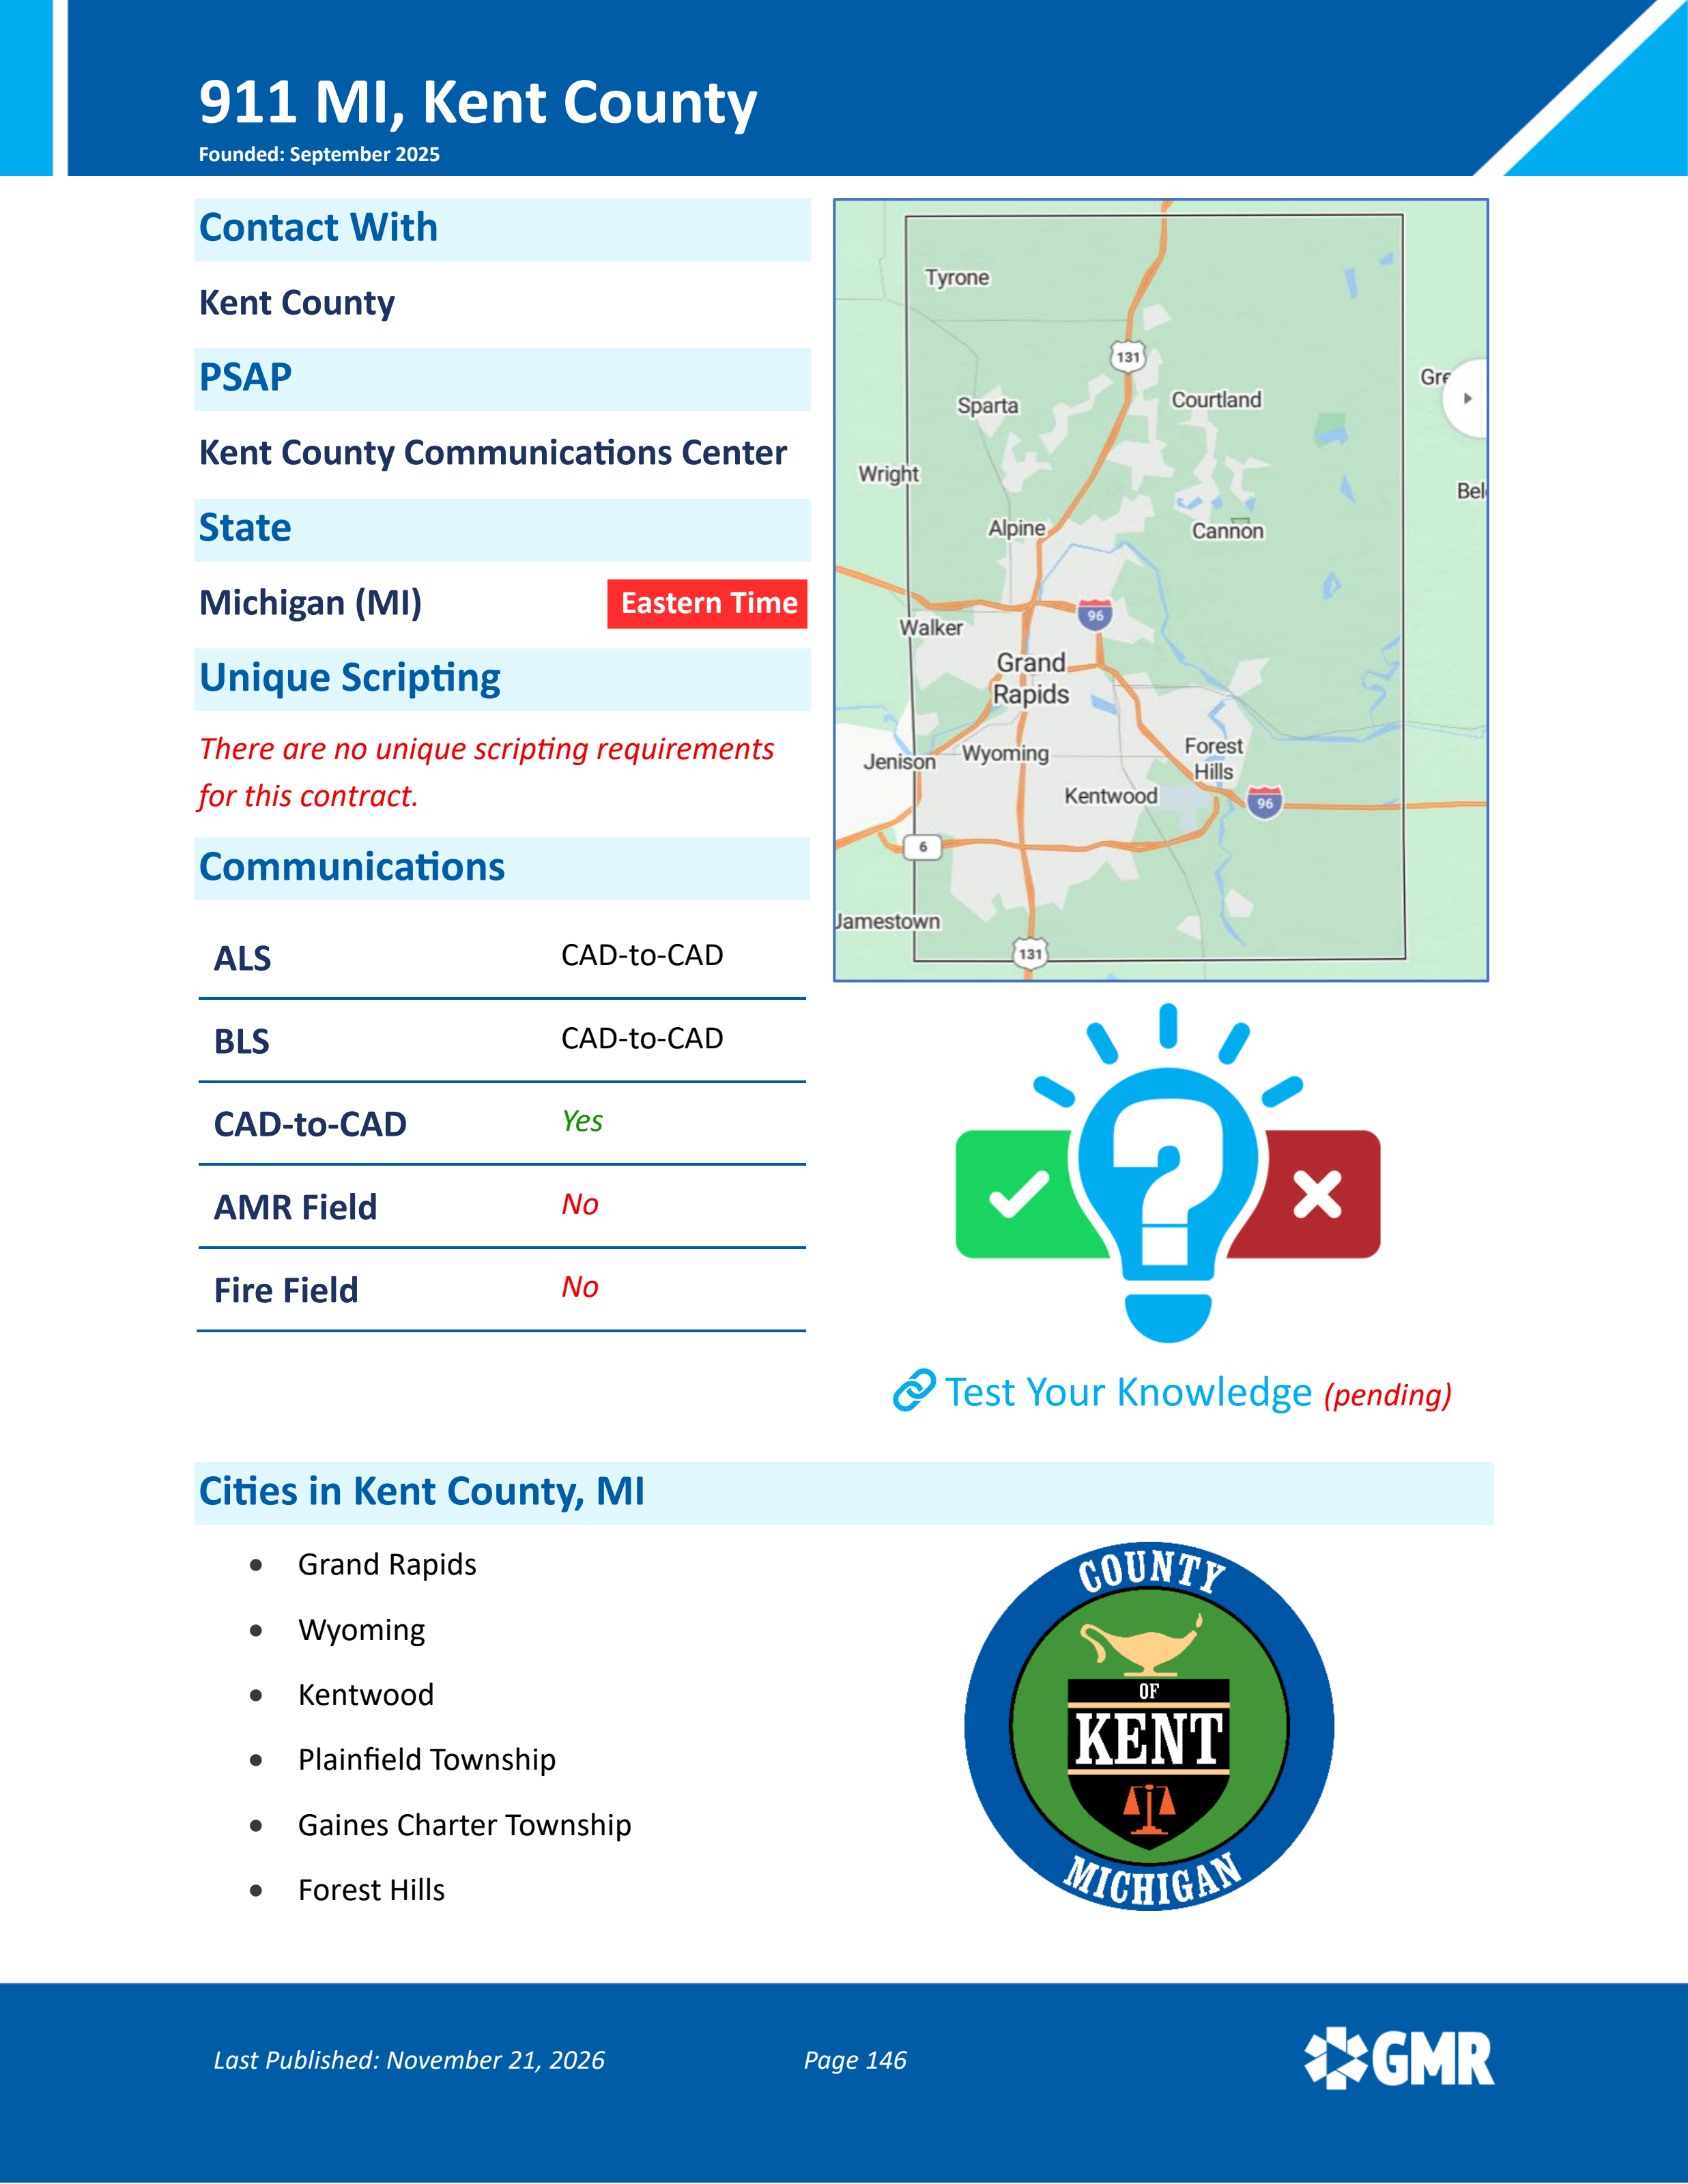 911 MI, Kent County
Founded: September 2025
Contact With
Kent County
PSAP
Kent County Communications Center
State
Michigan (MI)
Eastern Time
Unique Scripting
There are no unique scripting requirements
for this contract.
Communications
ALS CAD-to-CAD
BLS CAD-to-CAD
CAD-to-CAD Yes
AMR Field No
Fire Field No
Tyrone
131
Gre
Sparta
Courtland
Wright
Bel
Alpine
Cannon
96
Walker
Grand
Rapids
Jenison
Wyoming
Forest
Hills
Kentwood
96
6
Jamestown
131
Test Your Knowledge (pending)
Cities in Kent County, MI
• Grand Rapids
• Wyoming
• Kentwood
• Plainfield Township
• Gaines Charter Township
• Forest Hills
COUNTY
OF
KENT
MICHIGAN
Last Published: November 21, 2026
Page 146
GMR